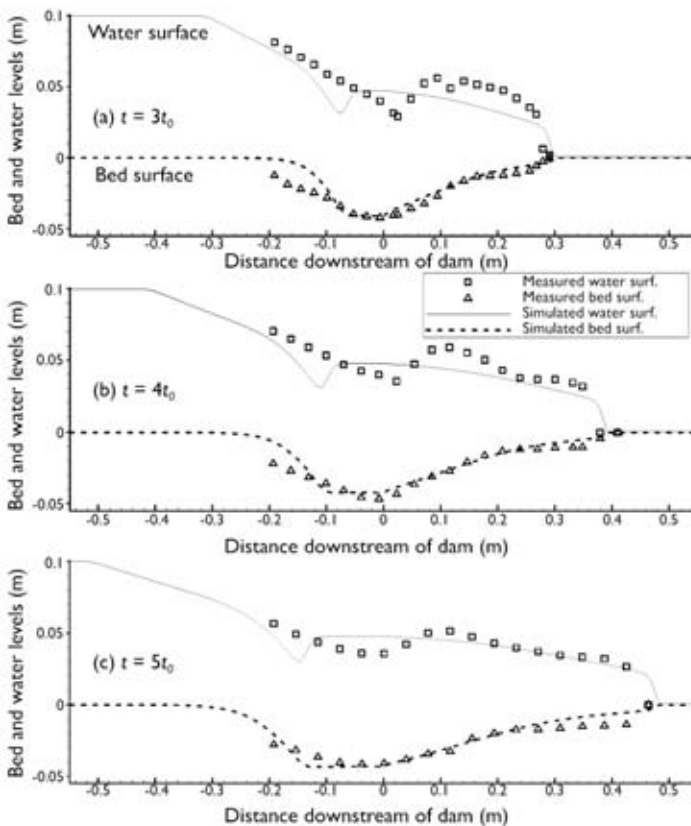 0.1
Water surface
0.05
(a) t = 3t₀
0
Bed surface
-0.05
-0.5 -0.4 -0.3 -0.2 -0.1 0 0.1 0.2 0.3 0.4 0.5
Bed and water levels (m)
Distance downstream of dam (m)
Measured water surf.
Measured bed surf.
Simulated water surf.
Simulated bed surf.
0.1
0.05
(b) t = 4t₀
0
-0.05
-0.5 -0.4 -0.3 -0.2 -0.1 0 0.1 0.2 0.3 0.4 0.5
Bed and water levels (m)
Distance downstream of dam (m)
0.1
0.05
(c) t = 5t₀
0
-0.05
-0.5 -0.4 -0.3 -0.2 -0.1 0 0.1 0.2 0.3 0.4 0.5
Bed and water levels (m)
Distance downstream of dam (m)